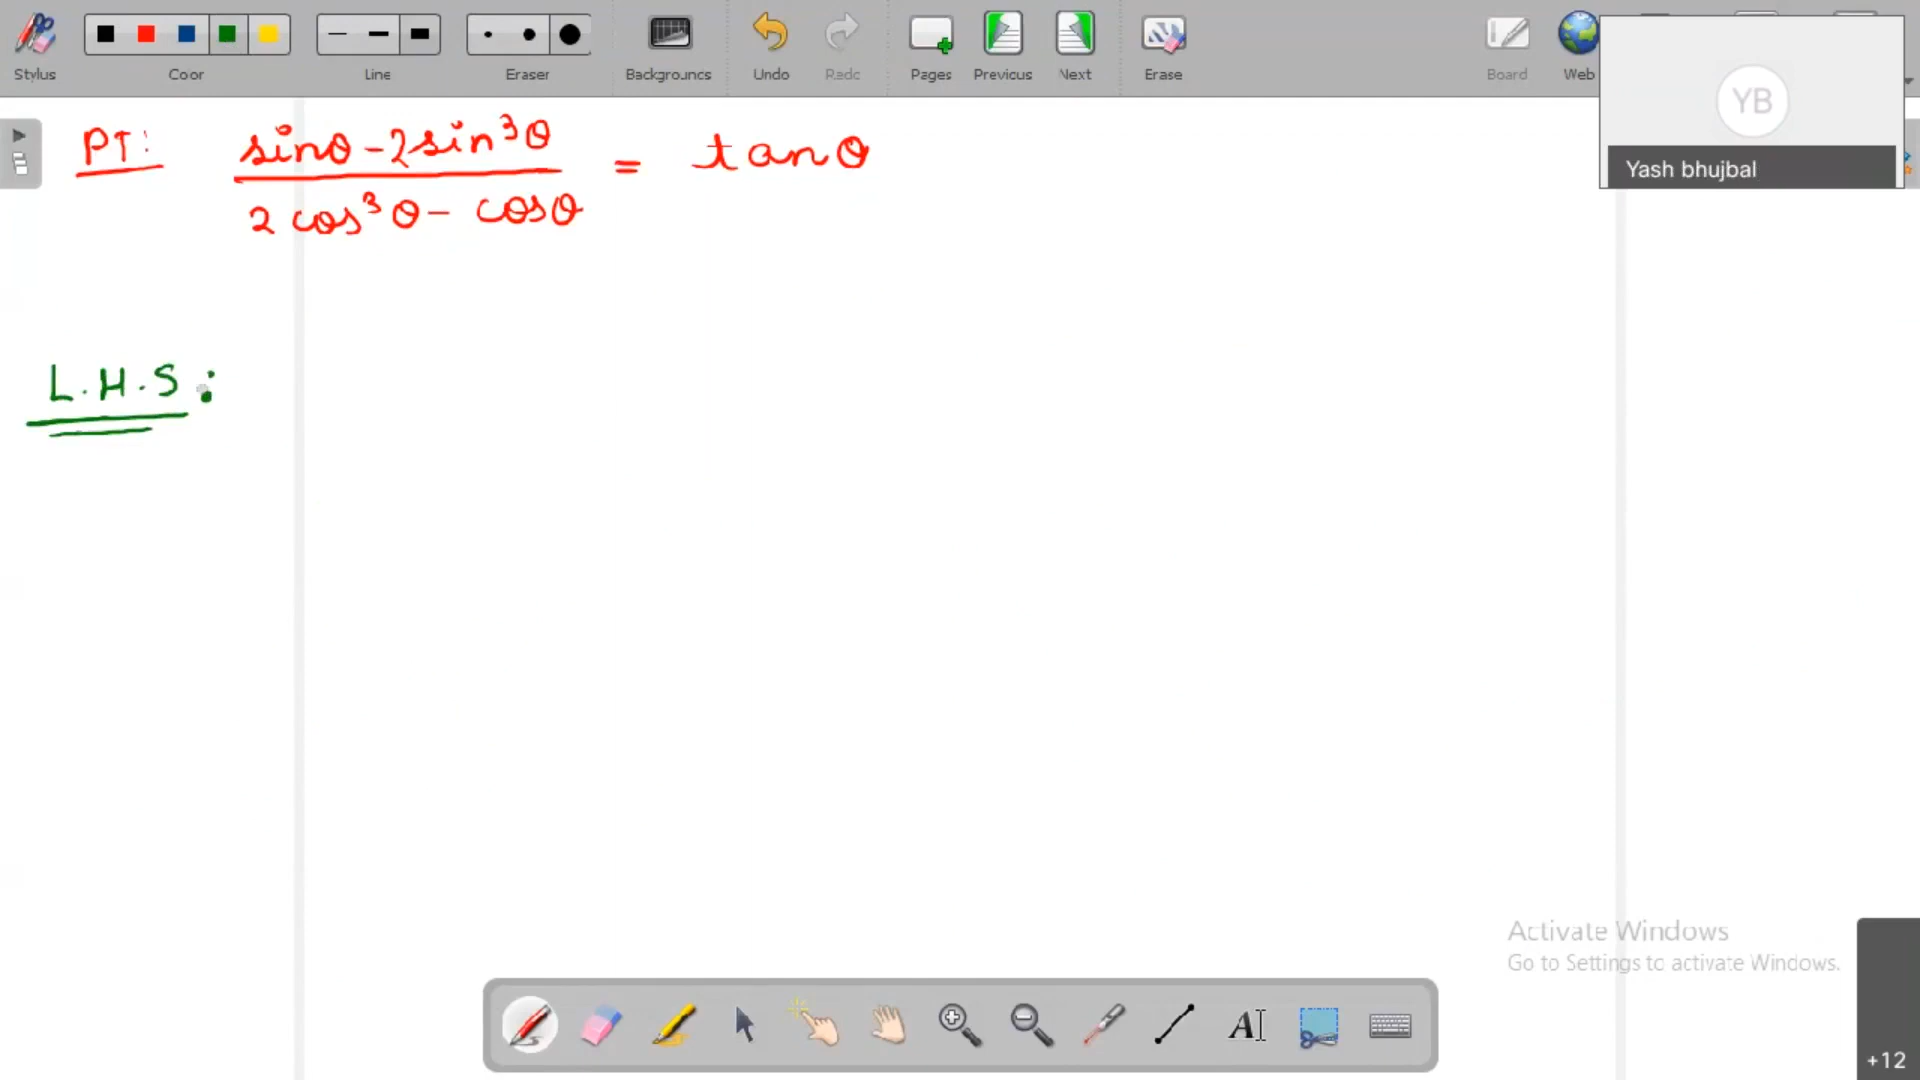 Stylus Color Line Eraser Backgrounds Undo Redo Pages Previous Next Erase Board Web
YB
Yash bhujbal
PT: sinθ - 2sin³θ / 2cos³θ - cosθ = tanθ
L.H.S :
Activate Windows
Go to Settings to activate Windows.
A
+12